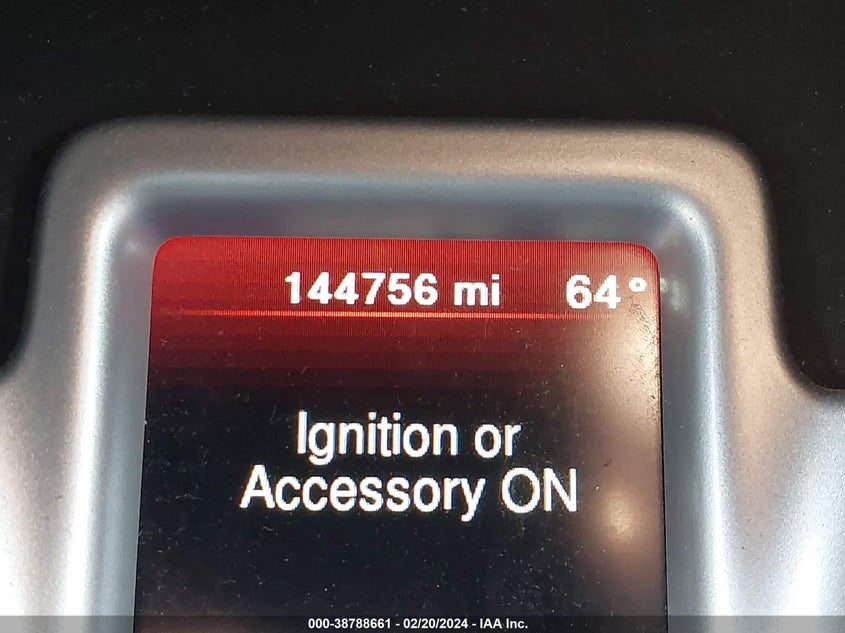 144756 mi 64°
Ignition or
Accessory ON
000-38788661 - 02/20/2024 - IAA Inc.